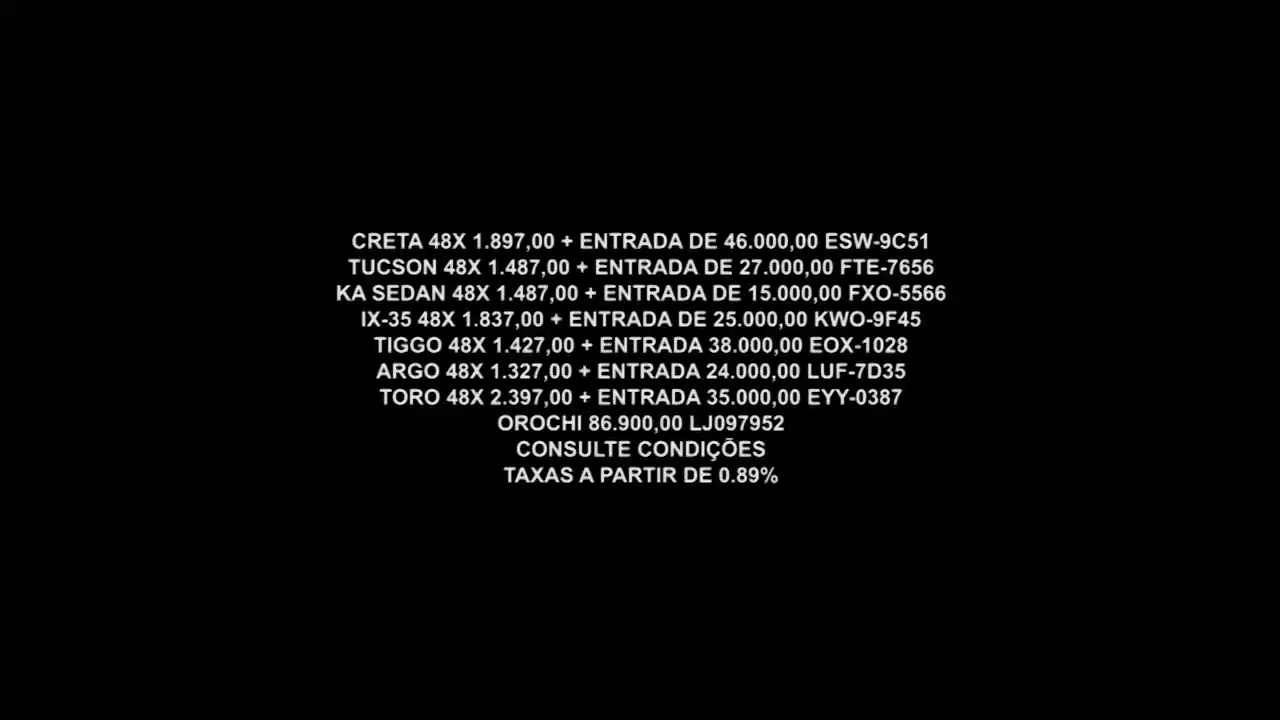 CRETA 48X 1.897,00 + ENTRADA DE 46.000,00 ESW-9C51
TUCSON 48X 1.487,00 + ENTRADA DE 27.000,00 FTE-7656
KA SEDAN 48X 1.487,00 + ENTRADA DE 15.000,00 FXO-5566
IX-35 48X 1.837,00 + ENTRADA DE 25.000,00 KWO-9F45
TIGGO 48X 1.427,00 + ENTRADA 38.000,00 EOX-1028
ARGO 48X 1.327,00 + ENTRADA 24.000,00 LUF-7D35
TORO 48X 2.397,00 + ENTRADA 35.000,00 EYY-0387
OROCHI 86.900,00 LJ097952
CONSULTE CONDIÇÕES
TAXAS A PARTIR DE 0.89%